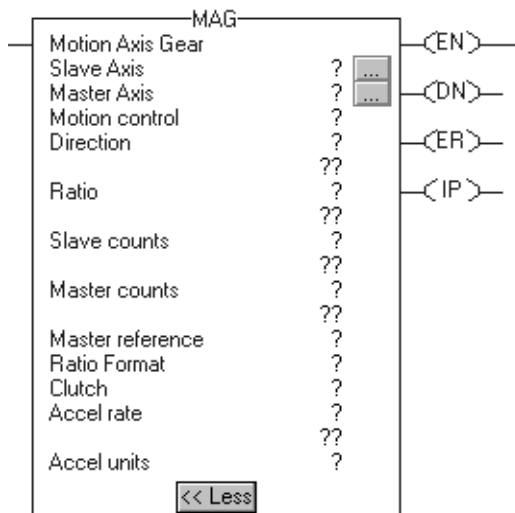 MAG
Motion Axis Gear (EN)
Slave Axis ? ...
Master Axis ? ... (DN)
Motion control ?
Direction ? (ER)
??
Ratio ? (IP)
??
Slave counts ?
??
Master counts ?
??
Master reference ?
Ratio Format ?
Clutch ?
Accel rate ?
??
Accel units ?
<< Less